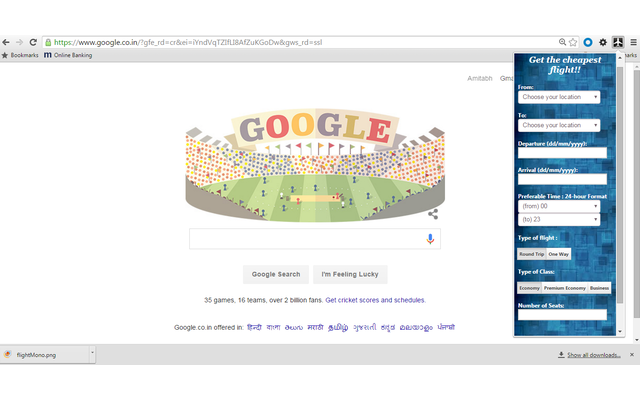 https://www.google.co.in/?gfe_rd=cr&ei=iYndVqTZIfLI8AfZuKGoDw&gws_rd=ssl
Bookmarks
Online Banking
Bookmarks
Amitabh
Gma
GOOGLE
Google Search
I'm Feeling Lucky
35 games, 16 teams, over 2 billion fans. Get cricket scores and schedules.
Google.co.in offered in: हिन्दी বাংলা తెలుగు मराठी தமிழ் ગુજરાતી ಕನ್ನಡ മലയാളം ਪੰਜਾਬੀ
Get the cheapest
flight!!
From:
Choose your location
To:
Choose your location
Departure (dd/mm/yyyy):
Arrival (dd/mm/yyyy):
Preferable Time : 24-hour Format
(from) 00
(to) 23
Type of flight :
Round Trip One Way
Type of Class:
Economy Premium Economy Business
Number of Seats:
flightMono.png
Show all downloads...